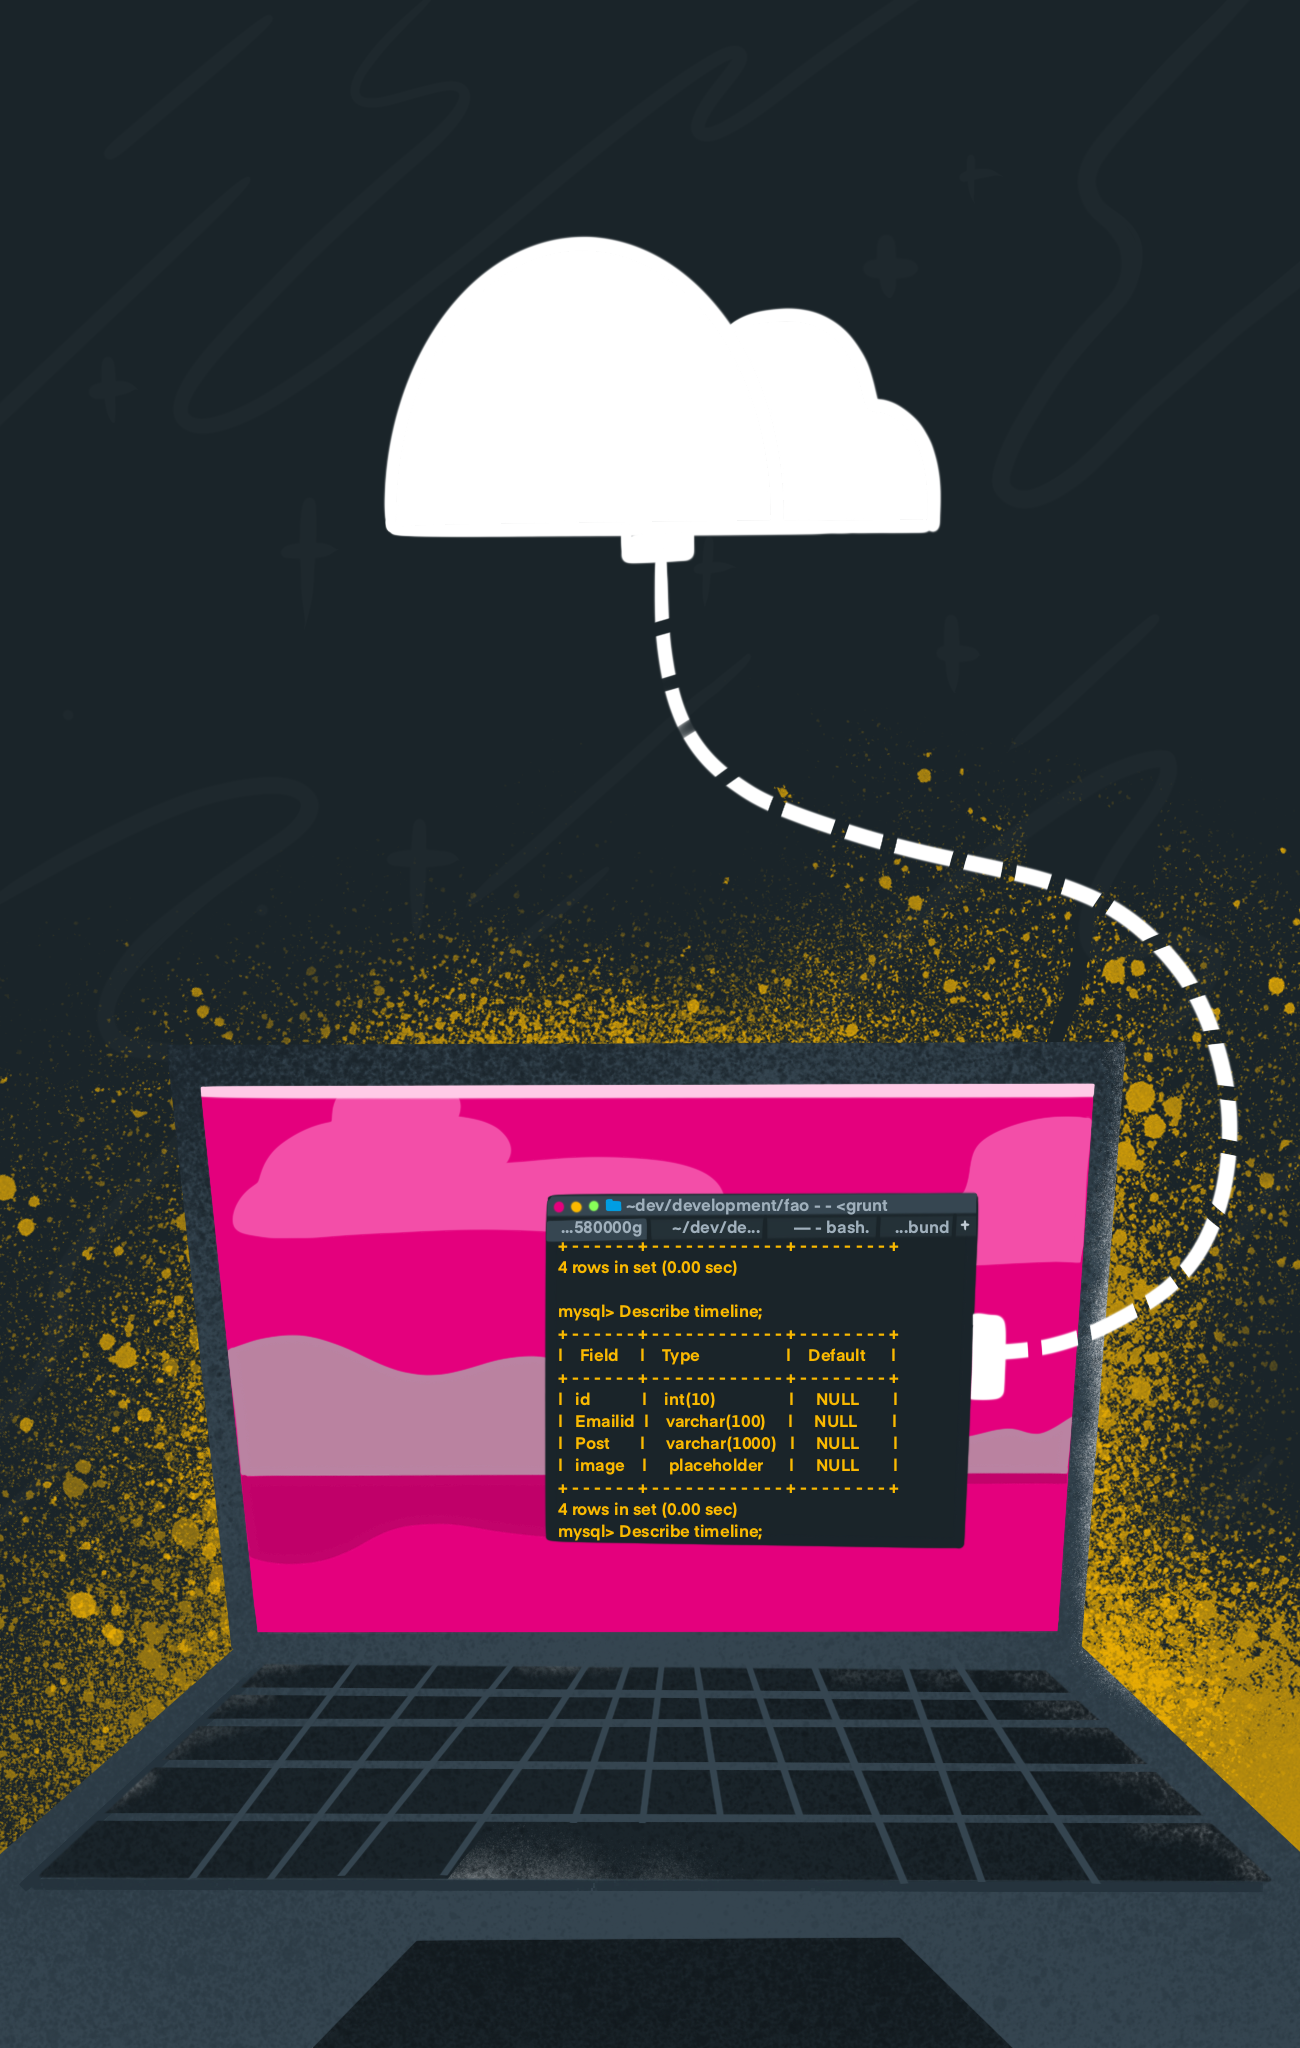 ~dev/development/fao - - <grunt
...580000g ~/dev/de... — - bash. ...bund +
+-------+-------------+---------+
4 rows in set (0.00 sec)
mysql> Describe timeline;
+-------+-------------+---------+
| Field | Type | Default |
+-------+-------------+---------+
| id | int(10) | NULL |
| Emailid | varchar(100) | NULL |
| Post | varchar(1000) | NULL |
| image | placeholder | NULL |
+-------+-------------+---------+
4 rows in set (0.00 sec)
mysql> Describe timeline;